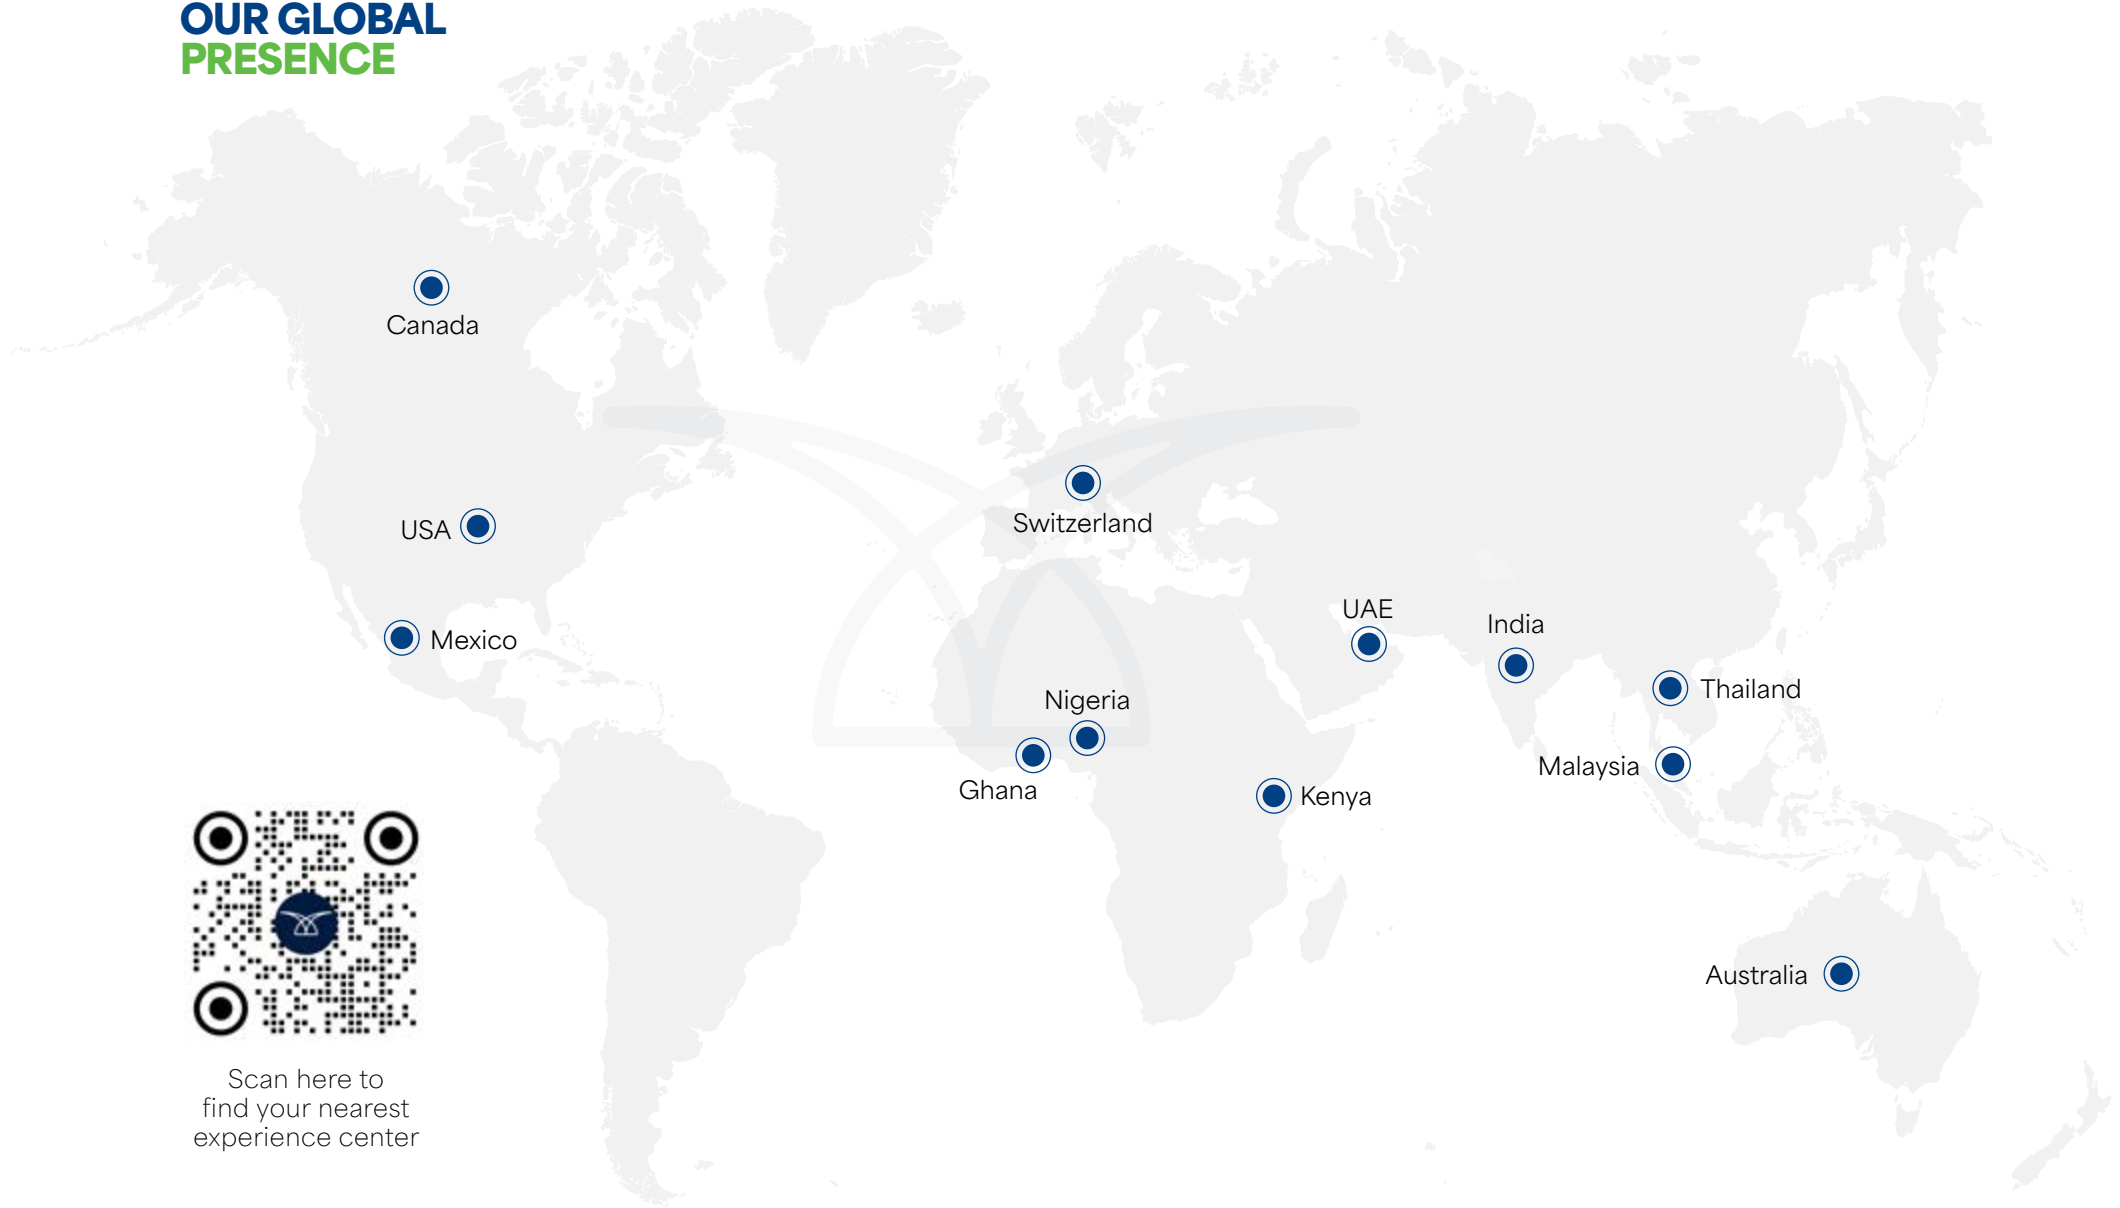 OUR GLOBAL
PRESENCE
Canada
USA
Mexico
Switzerland
UAE
India
Thailand
Nigeria
Ghana
Malaysia
Kenya
Australia
Scan here to
find your nearest
experience center